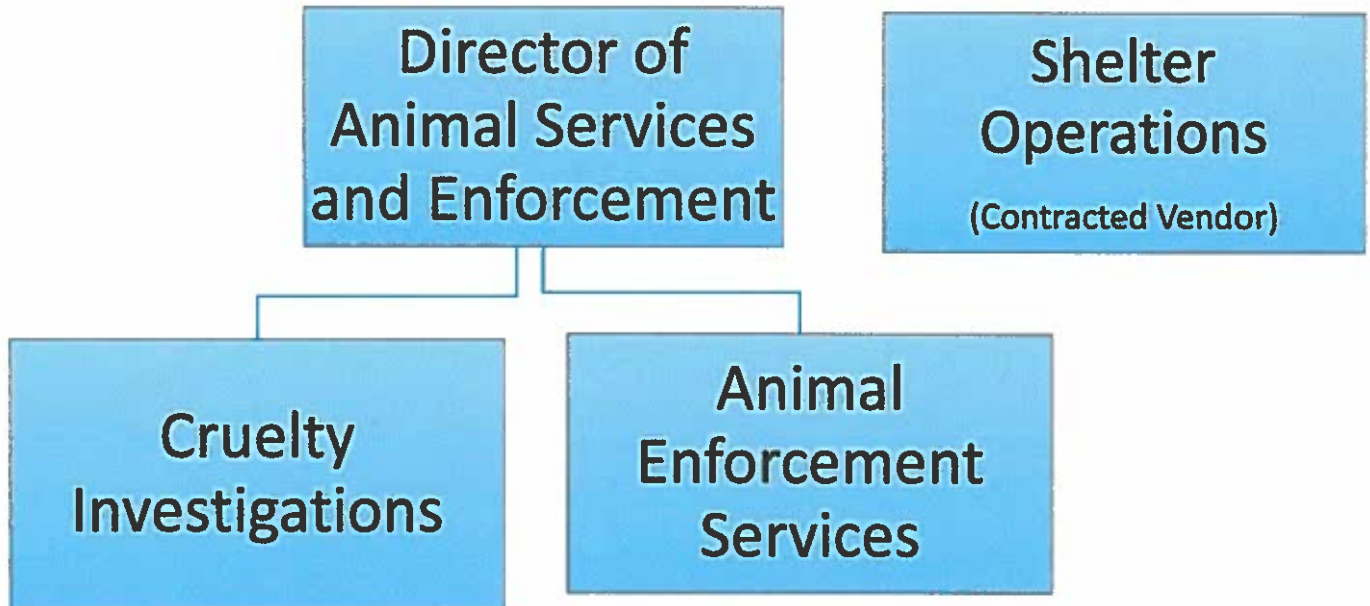 Director of
Animal Services
and Enforcement
Shelter
Operations
(Contracted Vendor)
Cruelty
Investigations
Animal
Enforcement
Services